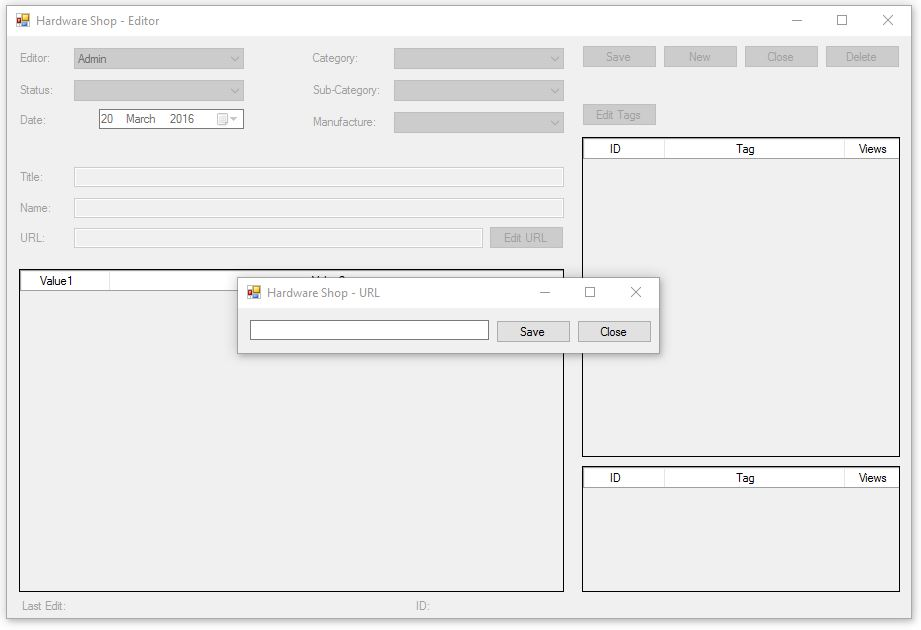 Hardware Shop - Editor
Editor: Admin Category: Save New Close Delete
Status: Sub-Category:
Date: 20 March 2016 Manufacture: Edit Tags
ID Tag Views
Title:
Name:
URL: Edit URL
Value1
Hardware Shop - URL
Save Close
ID Tag Views
Last Edit: ID: